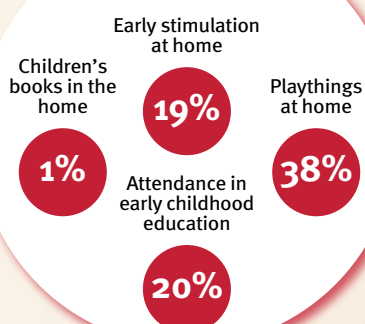 Early stimulation
at home
19%
Children's
books in the
home
1%
Playthings
at home
38%
Attendance in
early childhood
education
20%